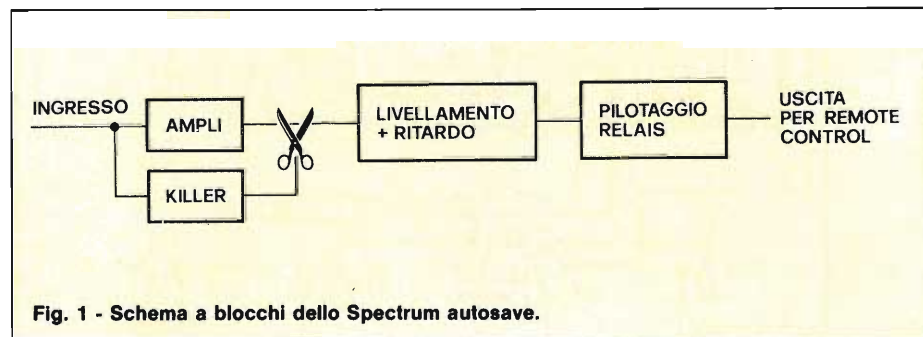 INGRESSO
AMPLI
KILLER
LIVELLAMENTO
+ RITARDO
PILOTAGGIO
RELAIS
USCITA
PER REMOTE
CONTROL
Fig. 1 - Schema a blocchi dello Spectrum autosave.